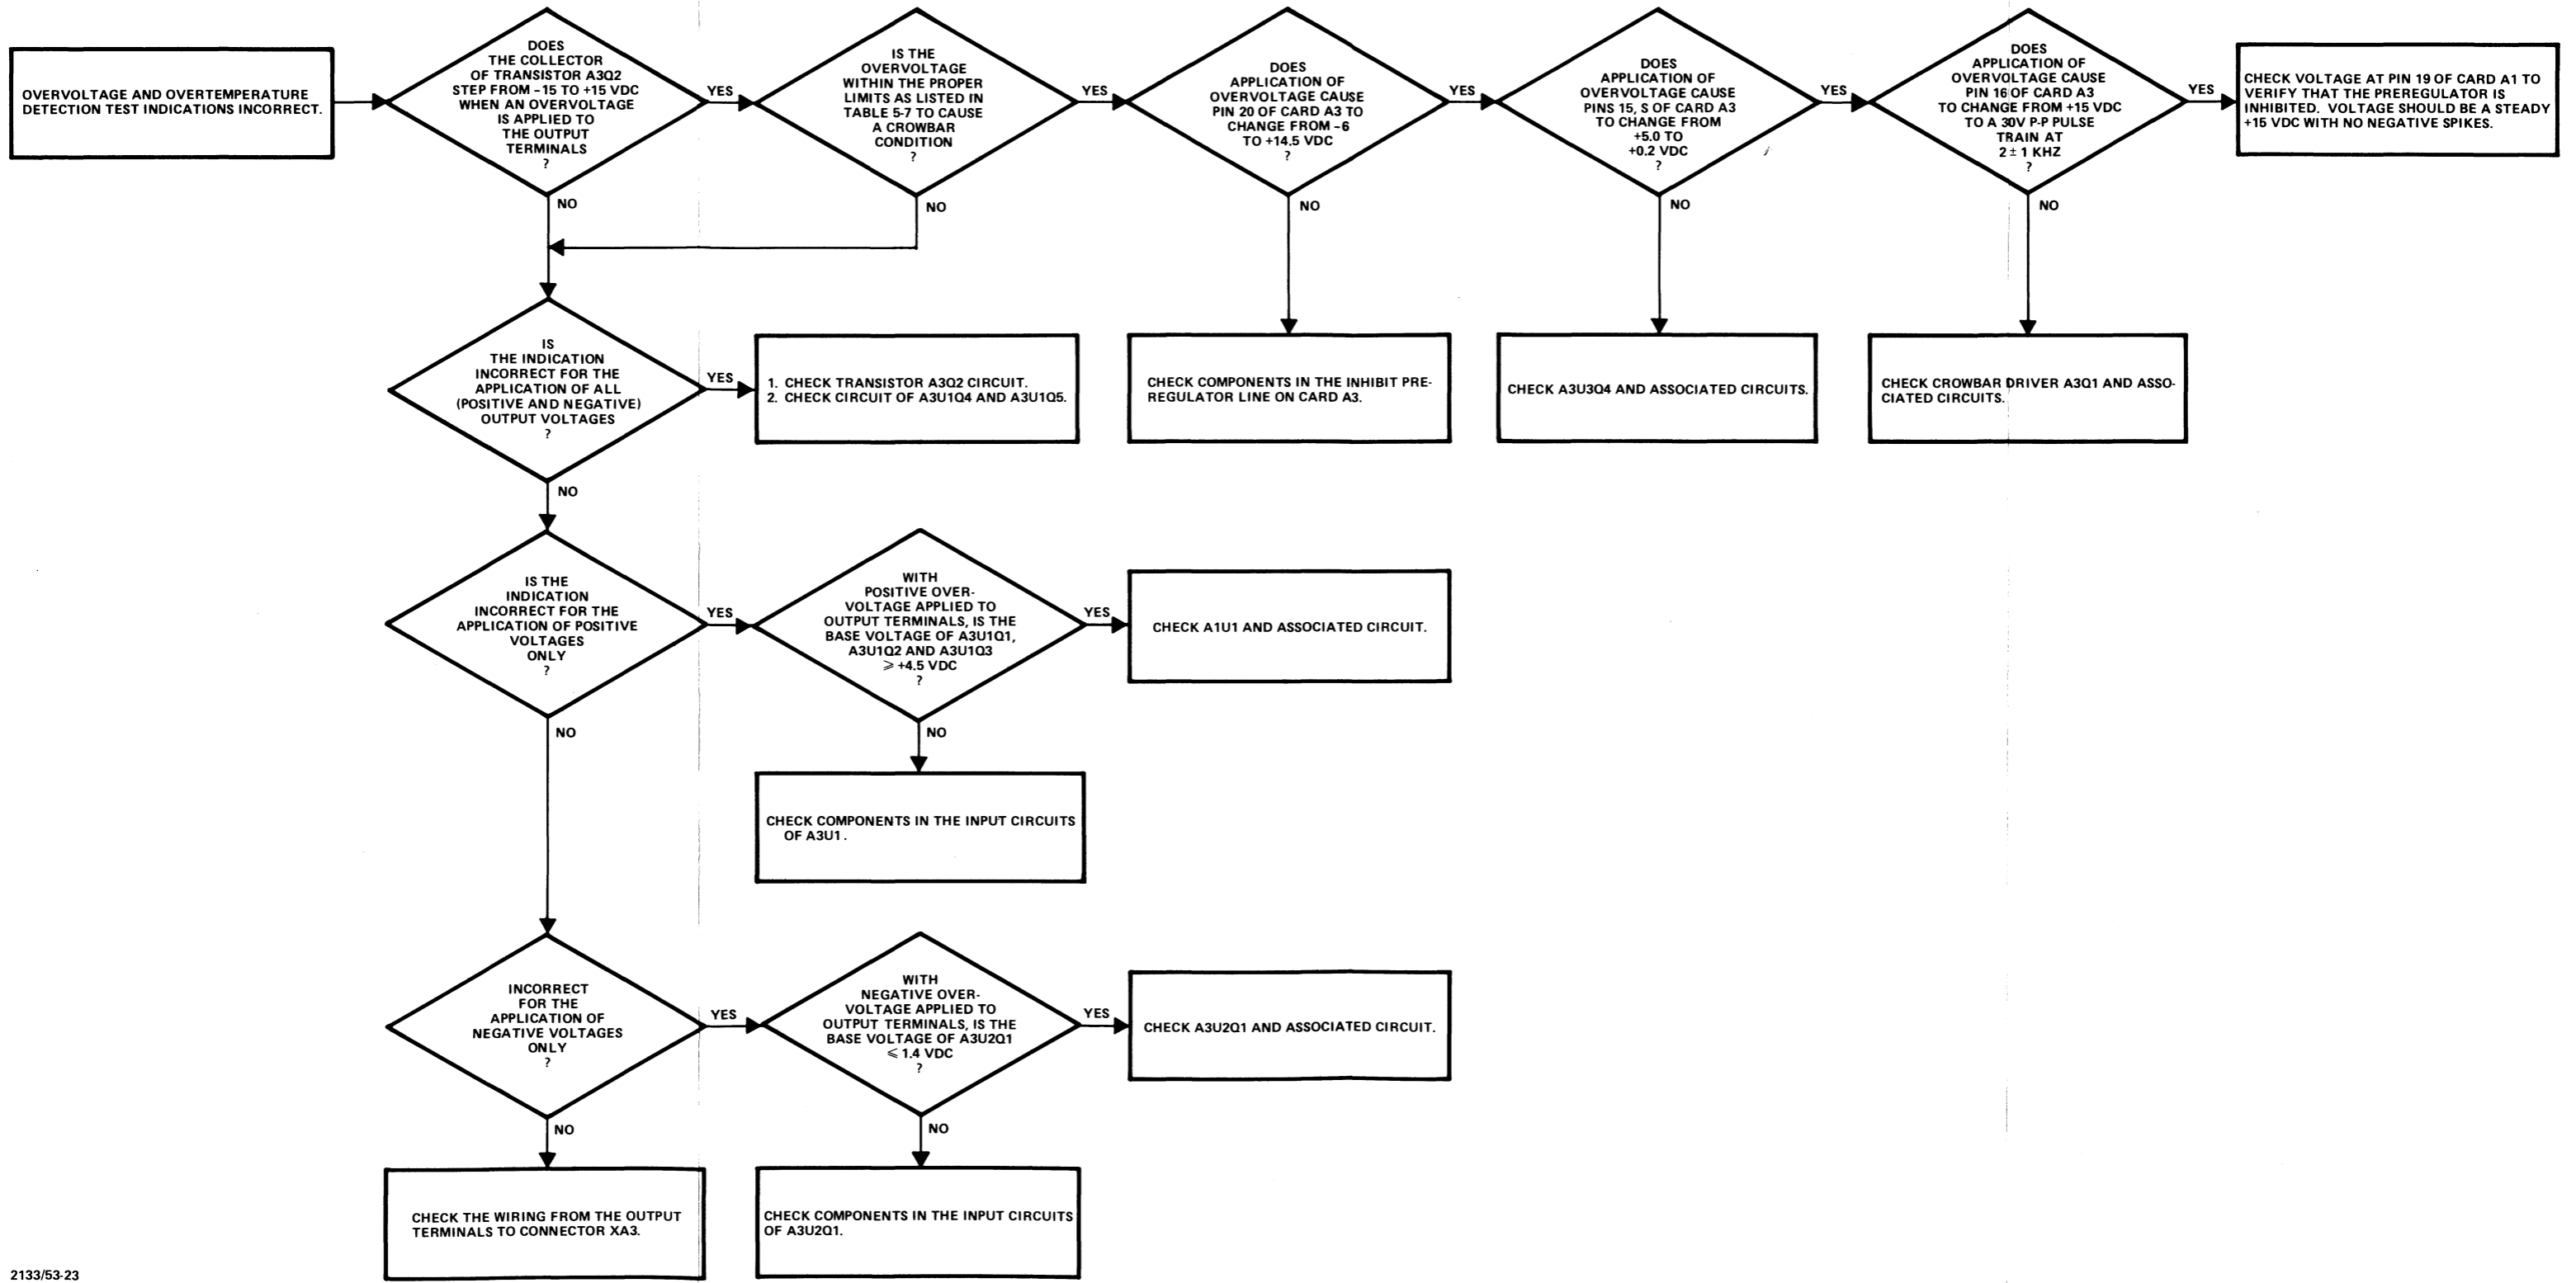 OVERVOLTAGE AND OVERTEMPERATURE
DETECTION TEST INDICATIONS INCORRECT.
DOES
THE COLLECTOR
OF TRANSISTOR A3Q2
STEP FROM -15 TO +15 VDC
WHEN AN OVERVOLTAGE
IS APPLIED TO
THE OUTPUT
TERMINALS
?
YES
NO
IS THE
OVERVOLTAGE
WITHIN THE PROPER
LIMITS AS LISTED IN
TABLE 5-7 TO CAUSE
A CROWBAR
CONDITION
?
YES
NO
DOES
APPLICATION OF
OVERVOLTAGE CAUSE
PIN 20 OF CARD A3 TO
CHANGE FROM -6
TO +14.5 VDC
?
YES
NO
DOES
APPLICATION OF
OVERVOLTAGE CAUSE
PINS 15, S OF CARD A3
TO CHANGE FROM
+5.0 TO
+0.2 VDC
?
YES
NO
DOES
APPLICATION OF
OVERVOLTAGE CAUSE
PIN 16 OF CARD A3
TO CHANGE FROM +15 VDC
TO A 30V P-P PULSE
TRAIN AT
2 ± 1 KHZ
?
YES
NO
CHECK VOLTAGE AT PIN 19 OF CARD A1 TO
VERIFY THAT THE PREREGULATOR IS
INHIBITED. VOLTAGE SHOULD BE A STEADY
+15 VDC WITH NO NEGATIVE SPIKES.
IS
THE INDICATION
INCORRECT FOR THE
APPLICATION OF ALL
(POSITIVE AND NEGATIVE)
OUTPUT VOLTAGES
?
YES
NO
1. CHECK TRANSISTOR A3Q2 CIRCUIT.
2. CHECK CIRCUIT OF A3U1Q4 AND A3U1Q5.
CHECK COMPONENTS IN THE INHIBIT PRE-
REGULATOR LINE ON CARD A3.
CHECK A3U3Q4 AND ASSOCIATED CIRCUITS.
CHECK CROWBAR DRIVER A3Q1 AND ASSO-
CIATED CIRCUITS.
IS THE
INDICATION
INCORRECT FOR THE
APPLICATION OF POSITIVE
VOLTAGES
ONLY
?
YES
NO
WITH
POSITIVE OVER-
VOLTAGE APPLIED TO
OUTPUT TERMINALS, IS THE
BASE VOLTAGE OF A3U1Q1,
A3U1Q2 AND A3U1Q3
⩾ +4.5 VDC
?
YES
NO
CHECK A1U1 AND ASSOCIATED CIRCUIT.
CHECK COMPONENTS IN THE INPUT CIRCUITS
OF A3U1.
INCORRECT
FOR THE
APPLICATION OF
NEGATIVE VOLTAGES
ONLY
?
YES
NO
WITH
NEGATIVE OVER-
VOLTAGE APPLIED TO
OUTPUT TERMINALS, IS THE
BASE VOLTAGE OF A3U2Q1
⩽ 1.4 VDC
?
YES
NO
CHECK A3U2Q1 AND ASSOCIATED CIRCUIT.
CHECK THE WIRING FROM THE OUTPUT
TERMINALS TO CONNECTOR XA3.
CHECK COMPONENTS IN THE INPUT CIRCUITS
OF A3U2Q1.
2133/53-23